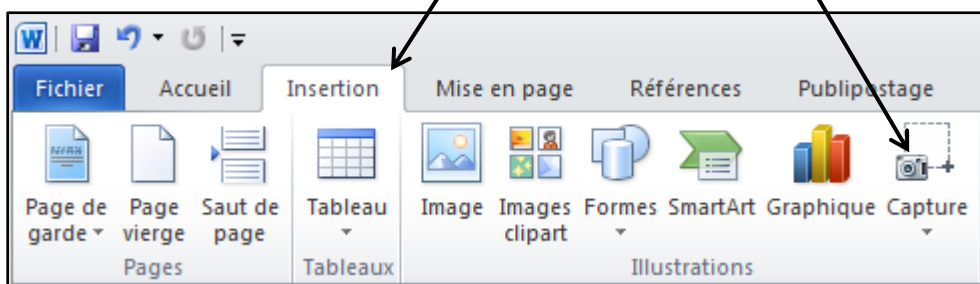 W
Fichier Accueil Insertion Mise en page Références Publipostage
Page de garde Page vierge Saut de page Tableau Image Images clipart Formes SmartArt Graphique Capture
Pages Tableaux Illustrations